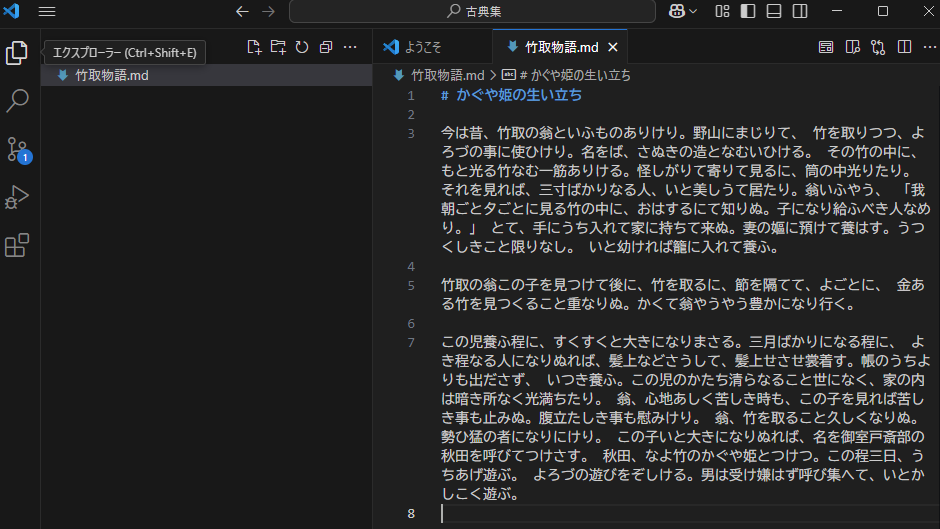 古典集
エクスプローラー (Ctrl+Shift+E)
竹取物語.md
1
ようこそ
竹取物語.md
竹取物語.md > # かぐや姫の生い立ち
1 # かぐや姫の生い立ち
2
3 今は昔、竹取の翁といふものありけり。野山にまじりて、 竹を取りつつ、よ
ろづの事に使ひけり。名をば、さぬきの造となむいひける。 その竹の中に、
もと光る竹なむ一筋ありける。怪しがりて寄りて見るに、筒の中光りたり。
それを見れば、三寸ばかりなる人、いと美しうて居たり。翁いふやう、 「我
朝ごと夕ごとに見る竹の中に、おはするにて知りぬ。子になり給ふべき人なめ
り。」 とて、手にうち入れて家に持ちて来ぬ。妻の嫗に預けて養はす。うつ
くしきこと限りなし。 いと幼ければ籠に入れて養ふ。
4
5 竹取の翁この子を見つけて後に、竹を取るに、節を隔てて、よごとに、 金あ
る竹を見つくること重なりぬ。かくて翁やうやう豊かになり行く。
6
7 この児養ふ程に、すくすくと大きになりまさる。三月ばかりになる程に、 よ
き程なる人になりぬれば、髪上などさうして、髪上せさせ裳着す。帳のうちよ
りも出ださず、 いつき養ふ。この児のかたち清らなること世になく、家の内
は暗き所なく光満ちたり。 翁、心地あしく苦しき時も、この子を見れば苦し
き事も止みぬ。腹立たしき事も慰みけり。 翁、竹を取ること久しくなりぬ。
勢ひ猛の者になりにけり。 この子いと大きになりぬれば、名を御室戸斎部の
秋田を呼びてつけさす。 秋田、なよ竹のかぐや姫とつけつ。この程三日、う
ちあげ遊ぶ。 よろづの遊びをぞしける。男は受け嫌はず呼び集へて、いとか
しこく遊ぶ。
8